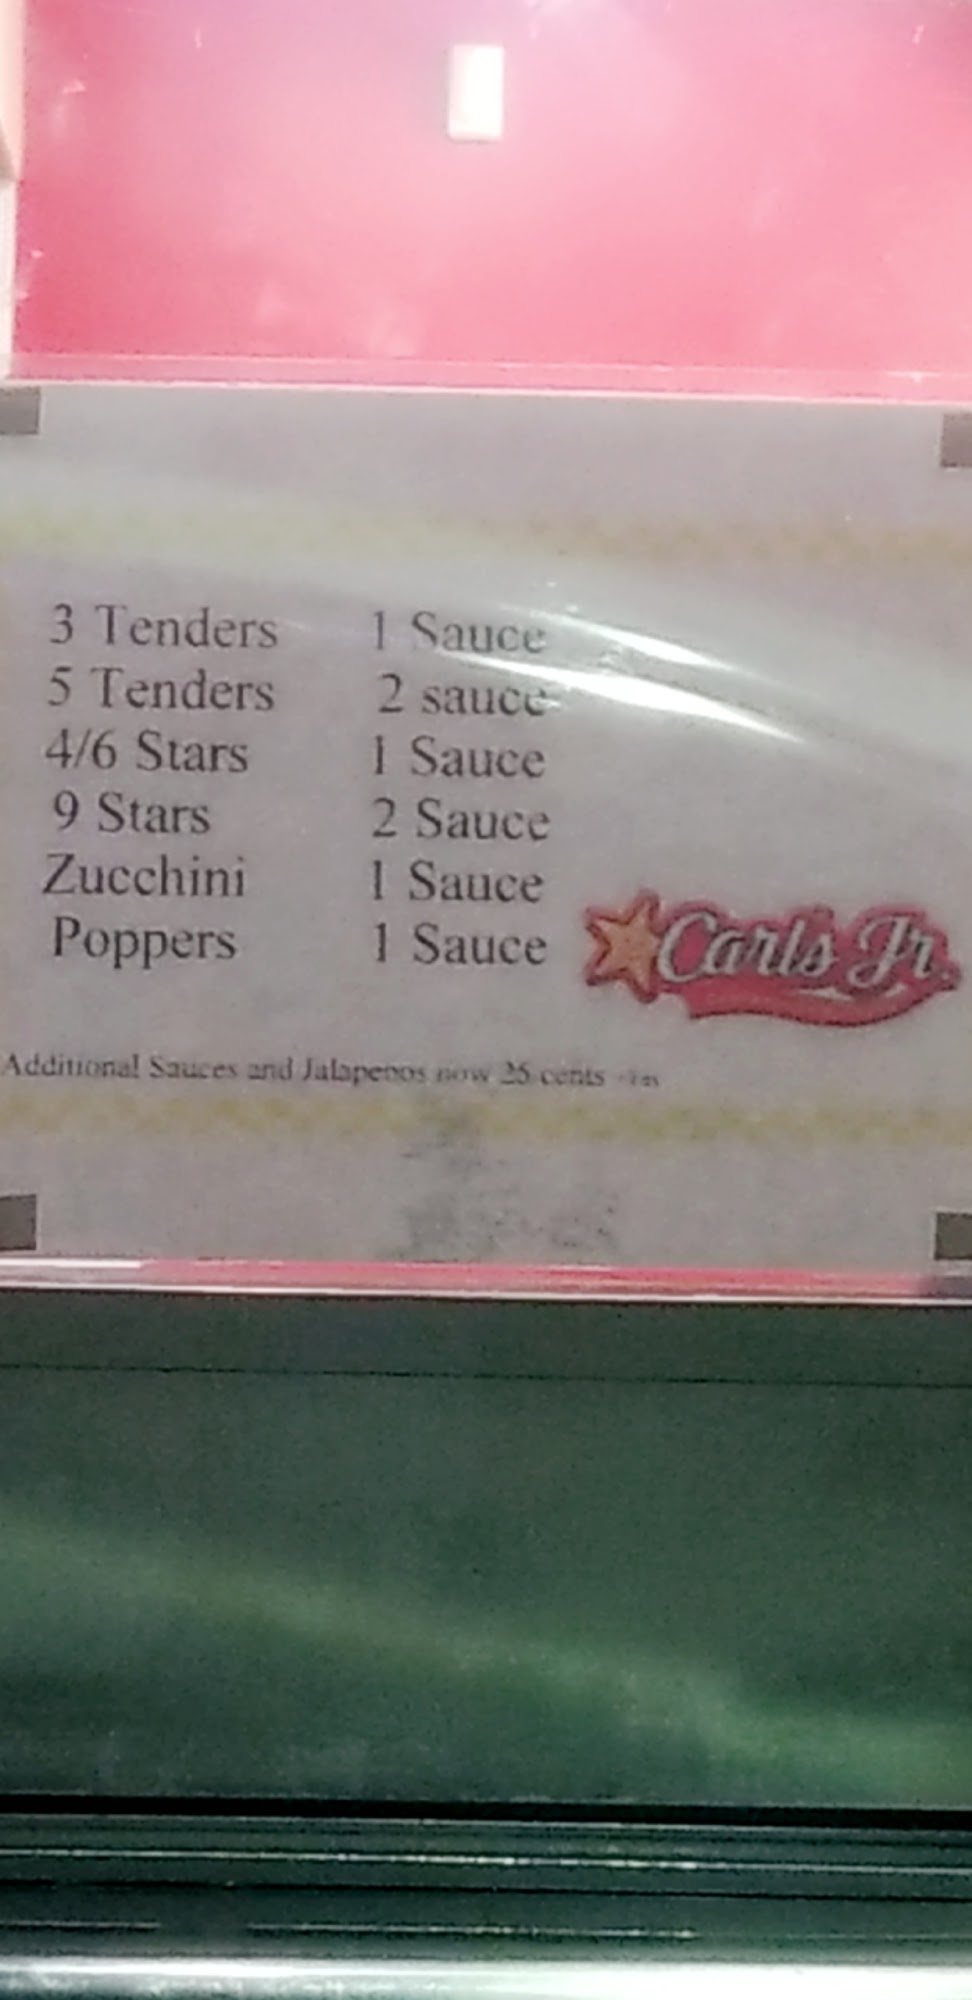 3 Tenders 1 Sauce
5 Tenders 2 sauce
4/6 Stars 1 Sauce
9 Stars 2 Sauce
Zucchini 1 Sauce
Poppers 1 Sauce
Carl's Jr.
Additional Sauces and Jalapenos now 25 cents